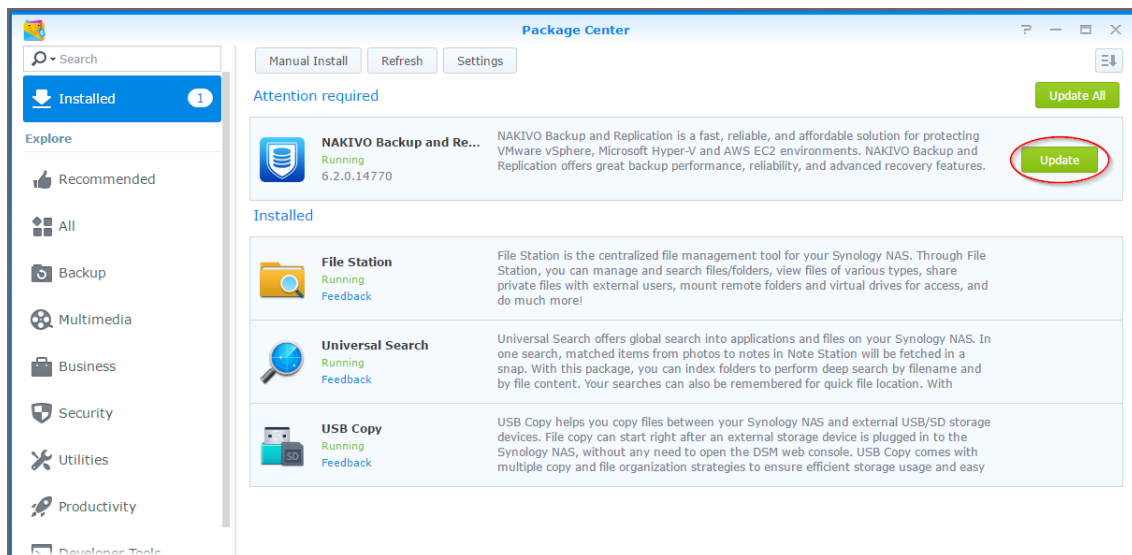 Package Center
Search
Manual Install Refresh Settings
Installed 1
Attention required
Update All
Explore
NAKIVO Backup and Re...
Running
6.2.0.14770
NAKIVO Backup and Replication is a fast, reliable, and affordable solution for protecting
VMware vSphere, Microsoft Hyper-V and AWS EC2 environments. NAKIVO Backup and
Replication offers great backup performance, reliability, and advanced recovery features.
Update
Recommended
All
Backup
Multimedia
Business
Security
Utilities
Productivity
Developer Tools
Installed
File Station
Running
Feedback
File Station is the centralized file management tool for your Synology NAS. Through File
Station, you can manage and search files/folders, view files of various types, share
private files with external users, mount remote folders and virtual drives for access, and
do much more!
Universal Search
Running
Feedback
Universal Search offers global search into applications and files on your Synology NAS. In
one search, matched items from photos to notes in Note Station will be fetched in a
snap. With this package, you can index folders to perform deep search by filename and
by file content. Your searches can also be remembered for quick file location. With
USB Copy
Running
Feedback
SD
USB Copy helps you copy files between your Synology NAS and external USB/SD storage
devices. File copy can start right after an external storage device is plugged in to the
Synology NAS, without any need to open the DSM web console. USB Copy comes with
multiple copy and file organization strategies to ensure efficient storage usage and easy